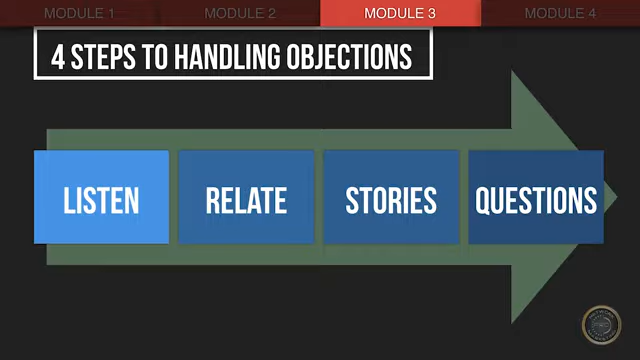 MODULE 1 MODULE 2 MODULE 3 MODULE 4
4 STEPS TO HANDLING OBJECTIONS
LISTEN RELATE STORIES QUESTIONS